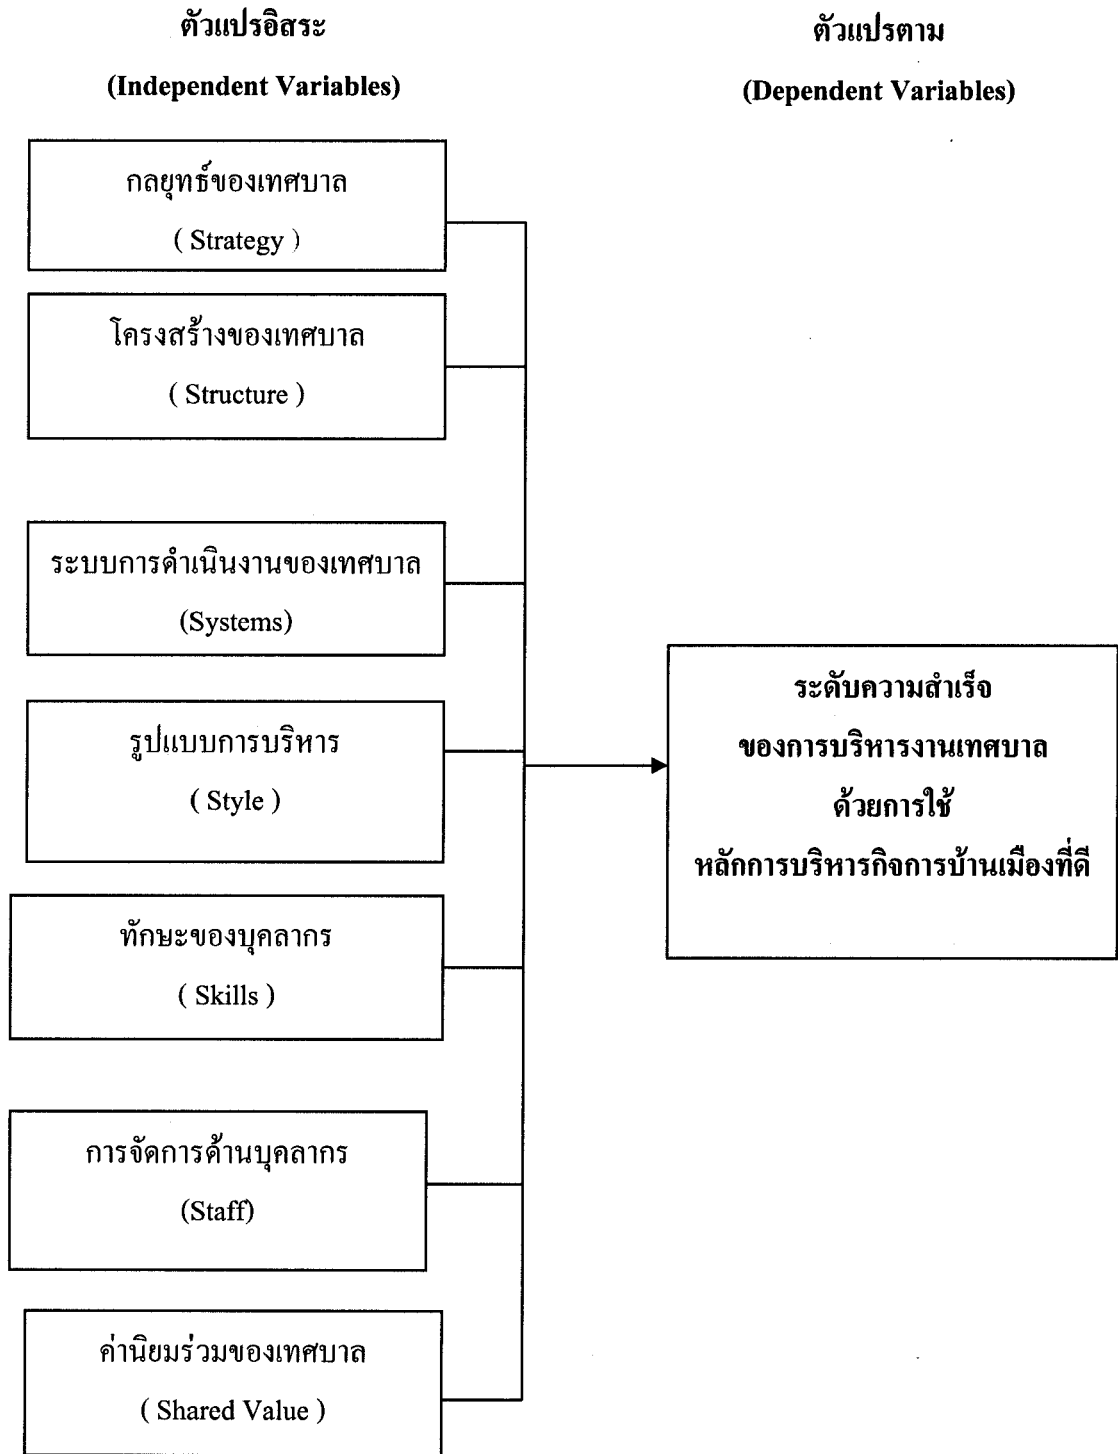 ตัวแปรอิสระ
(Independent Variables)
ตัวแปรตาม
(Dependent Variables)
กลยุทธ์ของเทศบาล
( Strategy )
โครงสร้างของเทศบาล
( Structure )
ระบบการดำเนินงานของเทศบาล
(Systems)
รูปแบบการบริหาร
( Style )
ทักษะของบุคลากร
( Skills )
การจัดการด้านบุคลากร
(Staff)
ค่านิยมร่วมของเทศบาล
( Shared Value )
ระดับความสำเร็จ
ของการบริหารงานเทศบาล
ด้วยการใช้
หลักการบริหารกิจการบ้านเมืองที่ดี